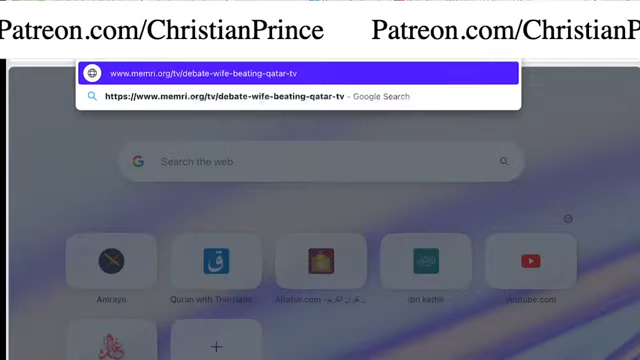 Patreon.com/ChristianPrince Patreon.com/ChristianP
www.memri.org/tv/debate-wife-beating-qatar-tv
https://www.memri.org/tv/debate-wife-beating-qatar-tv - Google Search
Search the web
Amrayn. Quran with Translatio... Altafsir.com ibn kathir youtube.com